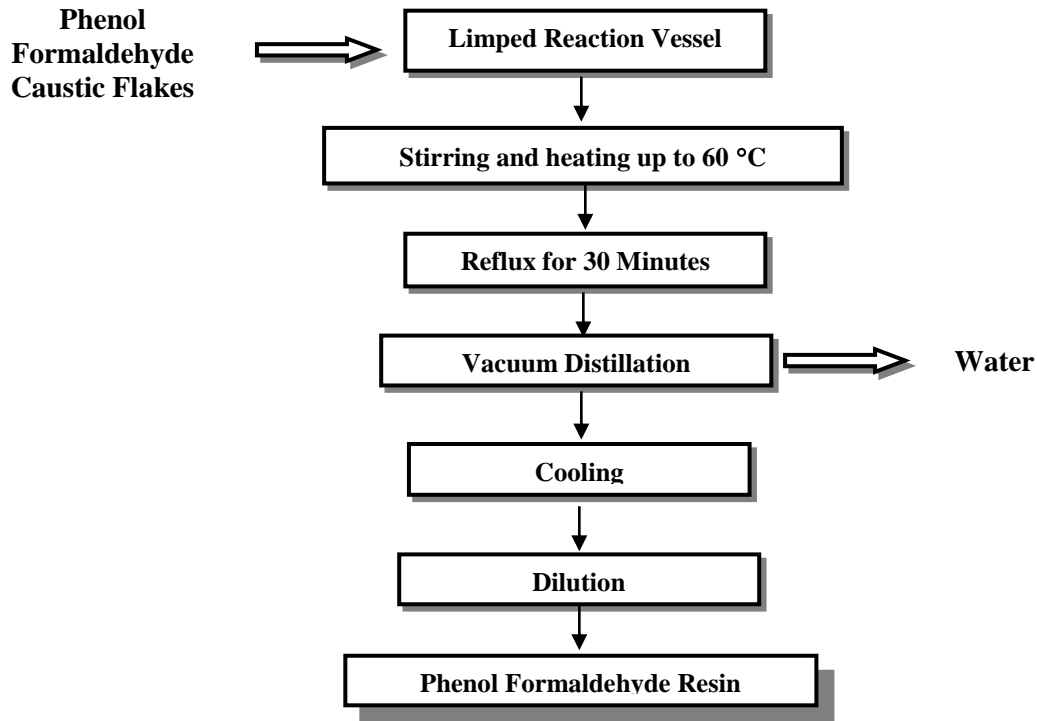 Phenol
Formaldehyde
Caustic Flakes
Limped Reaction Vessel
Stirring and heating up to 60 °C
Reflux for 30 Minutes
Vacuum Distillation
Water
Cooling
Dilution
Phenol Formaldehyde Resin